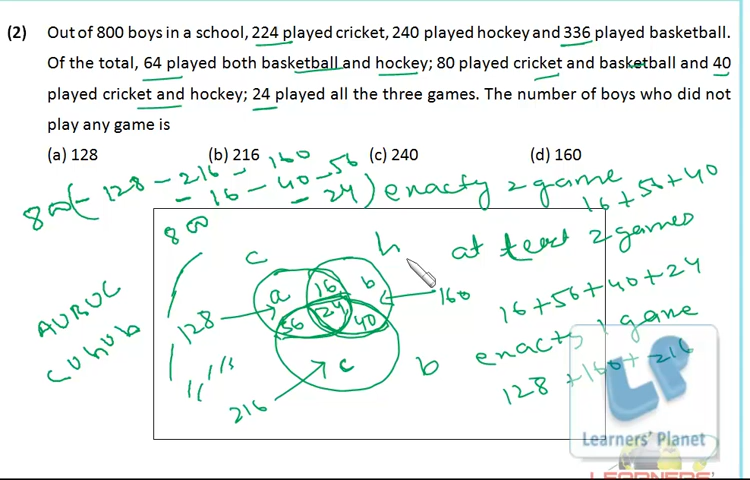 (2) Out of 800 boys in a school, 224 played cricket, 240 played hockey and 336 played basketball.
Of the total, 64 played both basketball and hockey; 80 played cricket and basketball and 40
played cricket and hockey; 24 played all the three games. The number of boys who did not
play any game is
(a) 128 (b) 216 (c) 240 (d) 160
800(- 128 - 216 - 160
- 16 - 40 - 56
- 24) enacty 2 game
16 + 56 + 40
800
c h at least 2 games
a 16 b 160
16 + 56 + 40 + 24
AUBUC
128
24
56 40
CUhUb
enacts 1 game
c b
128 + 160 + 216
216
LP
Learners' Planet
LEARNERS'